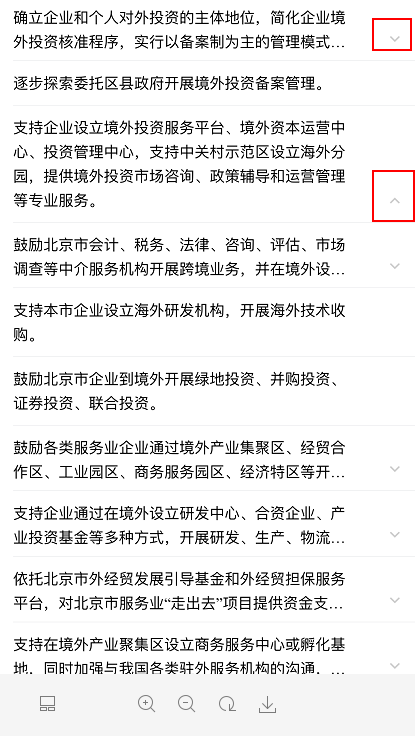 确立企业和个人对外投资的主体地位，简化企业境
外投资核准程序，实行以备案制为主的管理模式...
逐步探索委托区县政府开展境外投资备案管理。
支持企业设立境外投资服务平台、境外资本运营中
心、投资管理中心，支持中关村示范区设立海外分
园，提供境外投资市场咨询、政策辅导和运营管理
等专业服务。
鼓励北京市会计、税务、法律、咨询、评估、市场
调查等中介服务机构开展跨境业务，并在境外设...
支持本市企业设立海外研发机构，开展海外技术收
购。
鼓励北京市企业到境外开展绿地投资、并购投资、
证券投资、联合投资。
鼓励各类服务业企业通过境外产业集聚区、经贸合
作区、工业园区、商务服务园区、经济特区等开...
支持企业通过在境外设立研发中心、合资企业、产
业投资基金等多种方式，开展研发、生产、物流...
依托北京市外经贸发展引导基金和外经贸担保服务
平台，对北京市服务业“走出去”项目提供资金支...
支持在境外产业聚集区设立商务服务中心或孵化基
地，同时加强与我国各类驻外服务机构的沟通，...